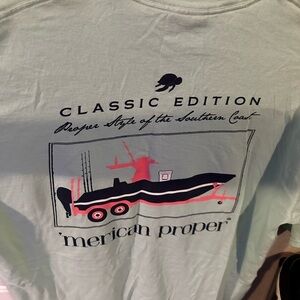 CLASSIC EDITION
Proper Style of the Southern Coast
'merican proper